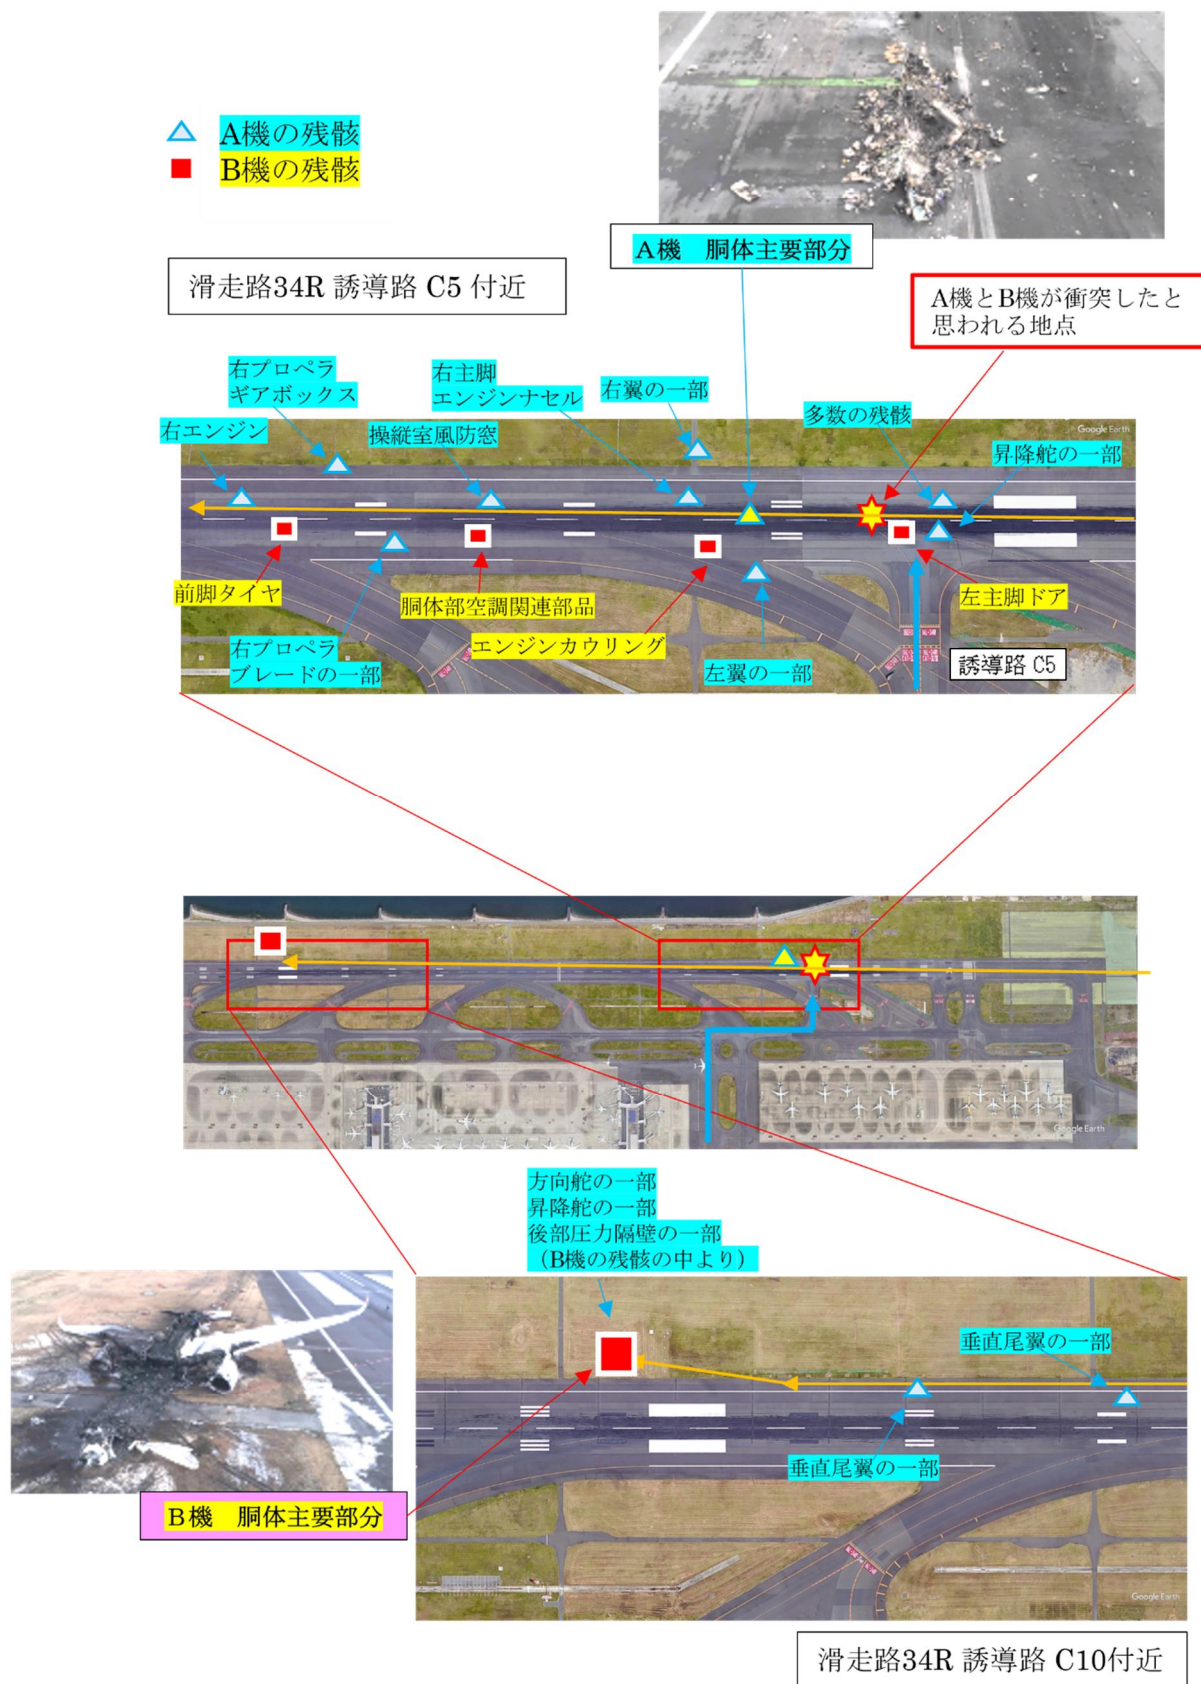 A機の残骸
B機の残骸
A機　胴体主要部分
滑走路34R 誘導路 C5 付近
A機とB機が衝突したと
思われる地点
右プロペラ
ギアボックス
右主脚
エンジンナセル
右翼の一部
多数の残骸
Google Earth
右エンジン
操縦室風防窓
昇降舵の一部
前脚タイヤ
胴体部空調関連部品
左主脚ドア
右プロペラ
ブレードの一部
エンジンカウリング
左翼の一部
誘導路 C5
Google Earth
方向舵の一部
昇降舵の一部
後部圧力隔壁の一部
（B機の残骸の中より）
垂直尾翼の一部
垂直尾翼の一部
B機　胴体主要部分
Google Earth
滑走路34R 誘導路 C10付近